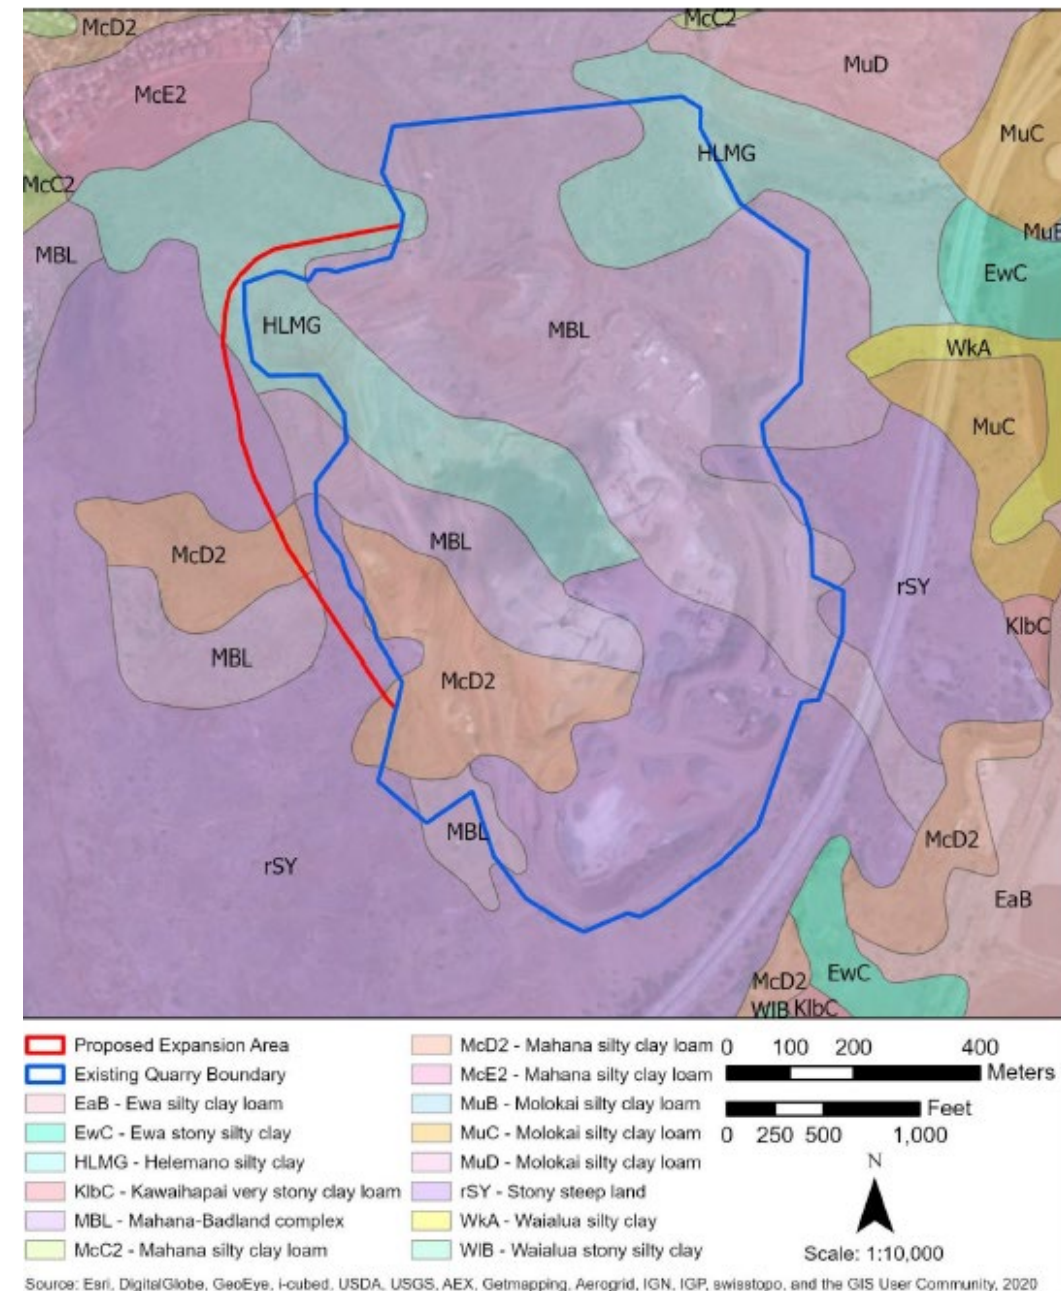 McD2
McC2
McE2
MuD
MuC
HLMG
McC2
MuB
MBL
EwC
HLMG
MBL
WkA
MuC
MBL
McD2
rSY
KlbC
MBL
McD2
MBL
McD2
rSY
EaB
McD2
EwC
WlB
KlbC
Proposed Expansion Area
Existing Quarry Boundary
EaB - Ewa silty clay loam
EwC - Ewa stony silty clay
HLMG - Helemano silty clay
KlbC - Kawaihapai very stony clay loam
MBL - Mahana-Badland complex
McC2 - Mahana silty clay loam
McD2 - Mahana silty clay loam
McE2 - Mahana silty clay loam
MuB - Molokai silty clay loam
MuC - Molokai silty clay loam
MuD - Molokai silty clay loam
rSY - Stony steep land
WkA - Waialua silty clay
WlB - Waialua stony silty clay
0 100 200 400
Meters
Feet
0 250 500 1,000
N
Scale: 1:10,000
Source: Esri, DigitalGlobe, GeoEye, i-cubed, USDA, USGS, AEX, Getmapping, Aerogrid, IGN, IGP, swisstopo, and the GIS User Community, 2020